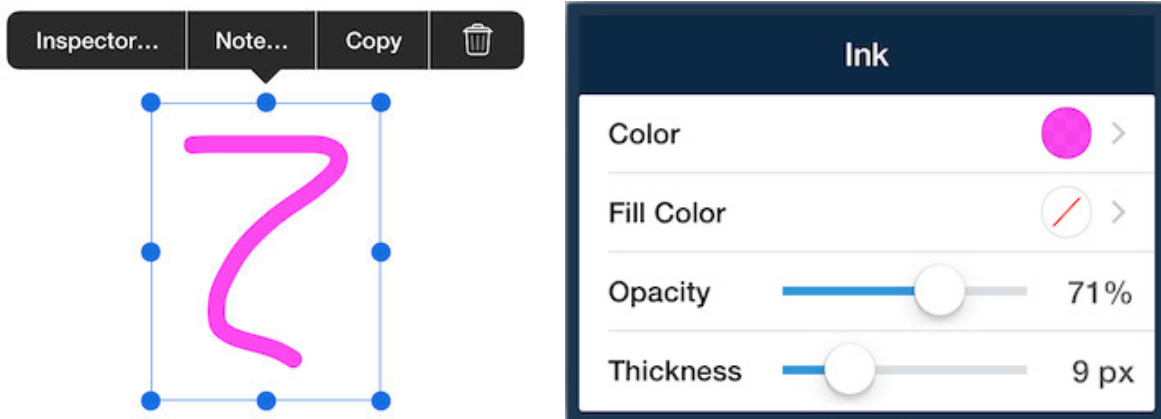 Inspector...
Note...
Copy
Ink
Color
Fill Color
Opacity 71%
Thickness 9 px